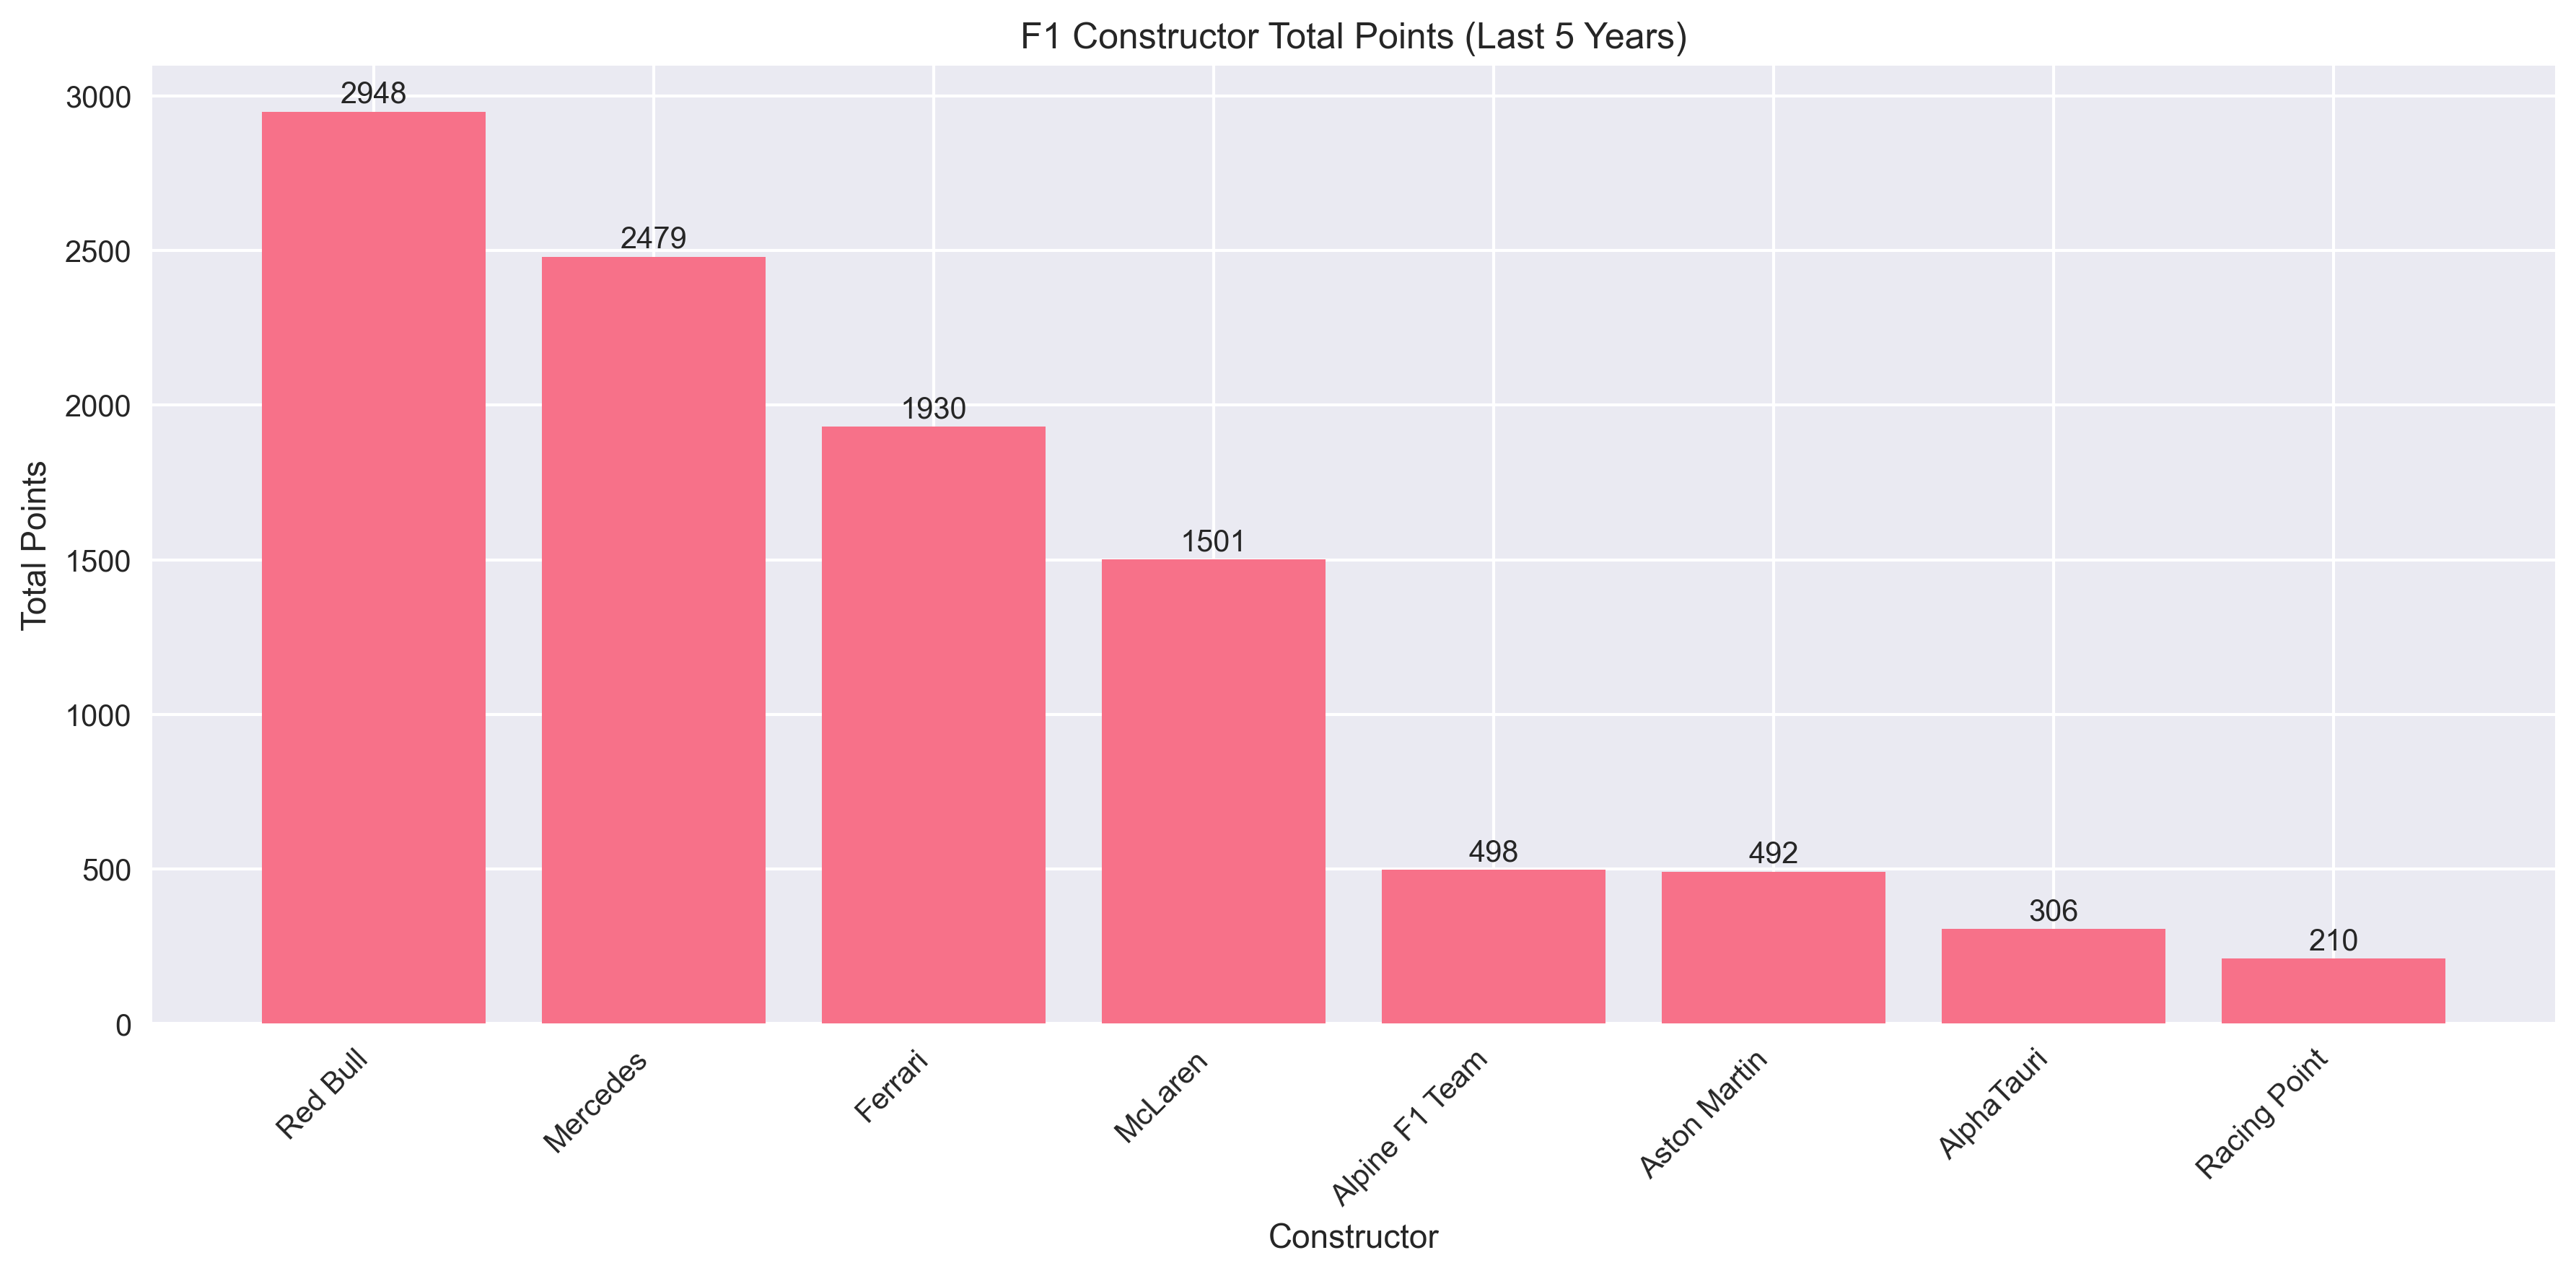 F1 Constructor Total Points (Last 5 Years)
Total Points
3000
2500
2000
1500
1000
500
0
2948
2479
1930
1501
498
492
306
210
Red Bull
Mercedes
Ferrari
McLaren
Alpine F1 Team
Aston Martin
AlphaTauri
Racing Point
Constructor